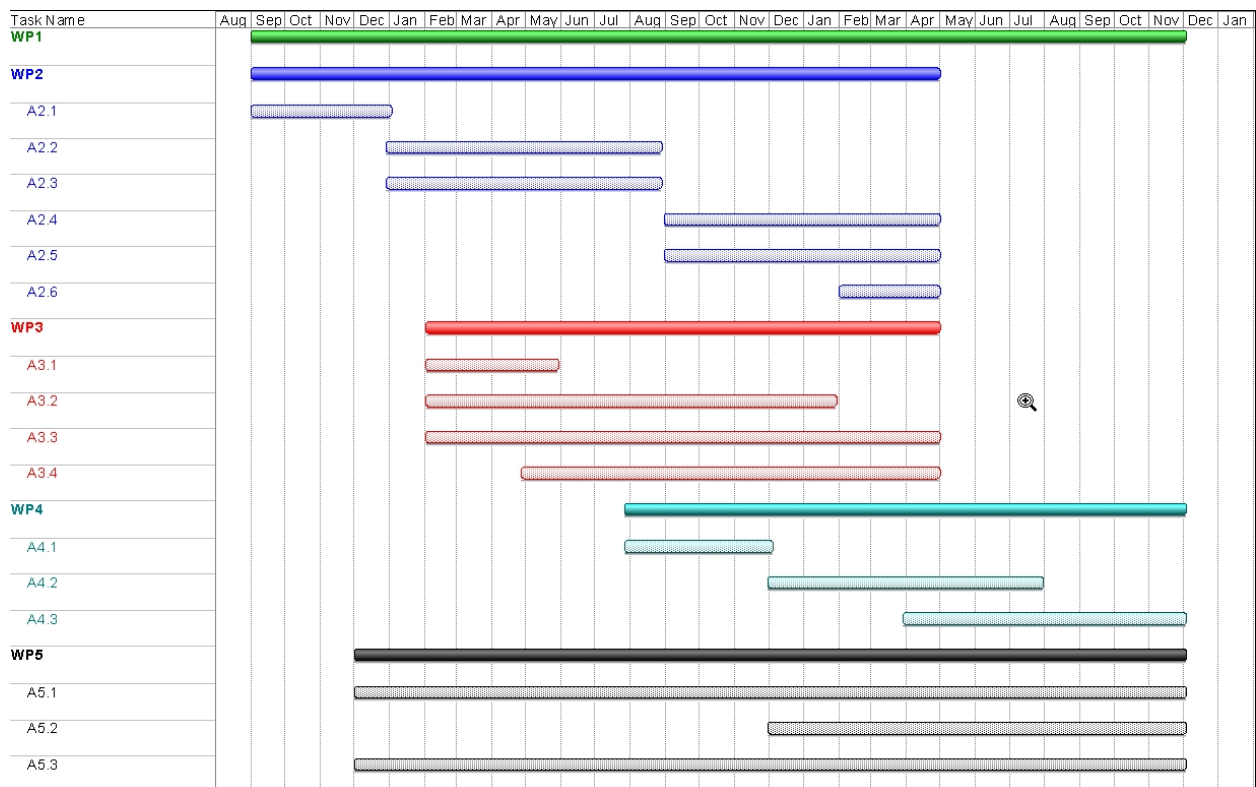 Task Name Aug Sep Oct Nov Dec Jan Feb Mar Apr May Jun Jul Aug Sep Oct Nov Dec Jan Feb Mar Apr May Jun Jul Aug Sep Oct Nov Dec Jan
WP1
WP2
A2.1
A2.2
A2.3
A2.4
A2.5
A2.6
WP3
A3.1
A3.2
A3.3
A3.4
WP4
A4.1
A4.2
A4.3
WP5
A5.1
A5.2
A5.3